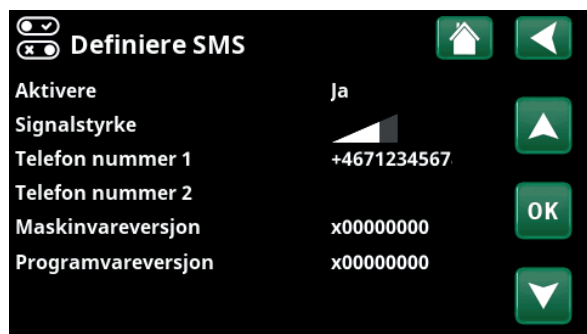 Definiere SMS
Aktivere Ja
Signalstyrke
Telefon nummer 1 +4671234567
Telefon nummer 2
Maskinvareversjon x00000000
OK
Programvareversjon x00000000